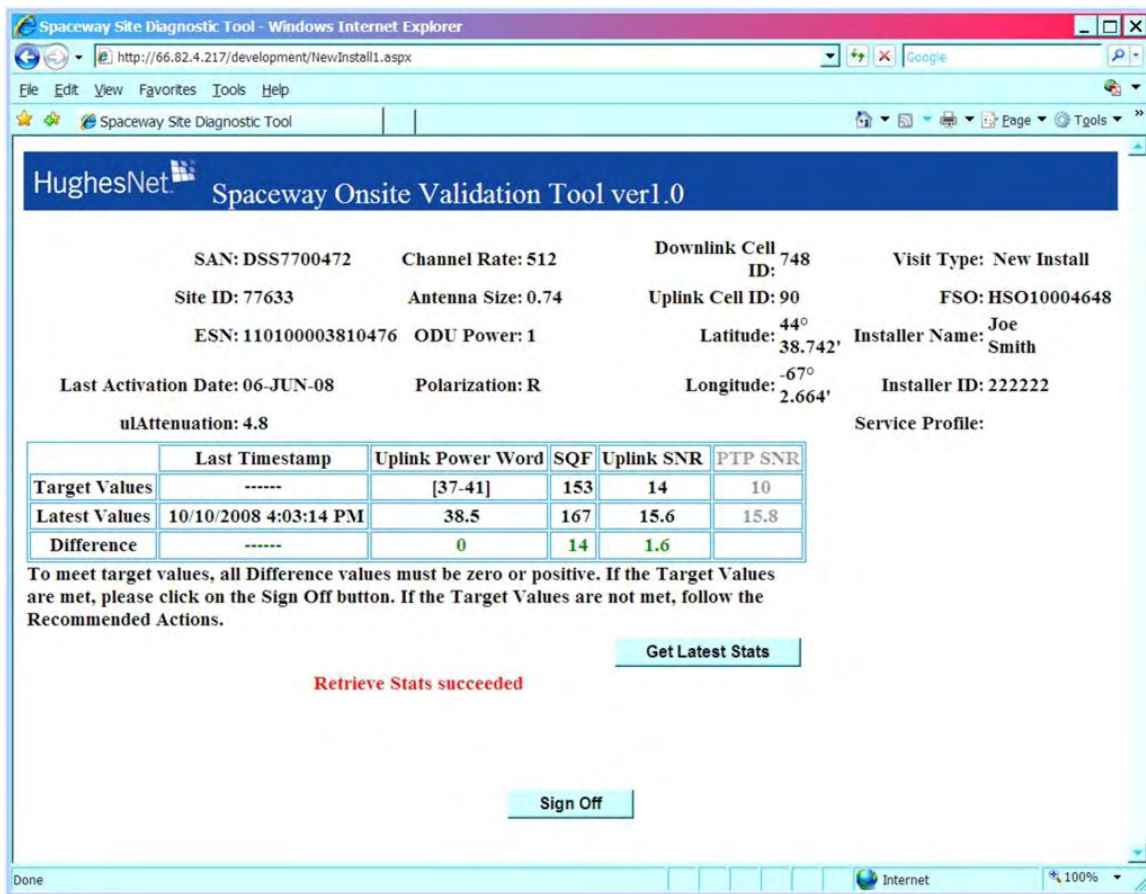 Spaceway Site Diagnostic Tool - Windows Internet Explorer
http://66.82.4.217/development/NewInstall1.aspx
Google
File Edit View Favorites Tools Help
Spaceway Site Diagnostic Tool
Page Tools »
HughesNet. Spaceway Onsite Validation Tool ver1.0
SAN: DSS7700472 Channel Rate: 512 Downlink Cell ID: 748 Visit Type: New Install
Site ID: 77633 Antenna Size: 0.74 Uplink Cell ID: 90 FSO: HSO10004648
ESN: 110100003810476 ODU Power: 1 Latitude: 44° 38.742' Installer Name: Joe Smith
Last Activation Date: 06-JUN-08 Polarization: R Longitude: -67° 2.664' Installer ID: 222222
ulAttenuation: 4.8 Service Profile:
Last Timestamp Uplink Power Word SQF Uplink SNR PTP SNR
Target Values ------ [37-41] 153 14 10
Latest Values 10/10/2008 4:03:14 PM 38.5 167 15.6 15.8
Difference ------ 0 14 1.6
To meet target values, all Difference values must be zero or positive. If the Target Values
are met, please click on the Sign Off button. If the Target Values are not met, follow the
Recommended Actions.
Get Latest Stats
Retrieve Stats succeeded
Sign Off
Done Internet 100%